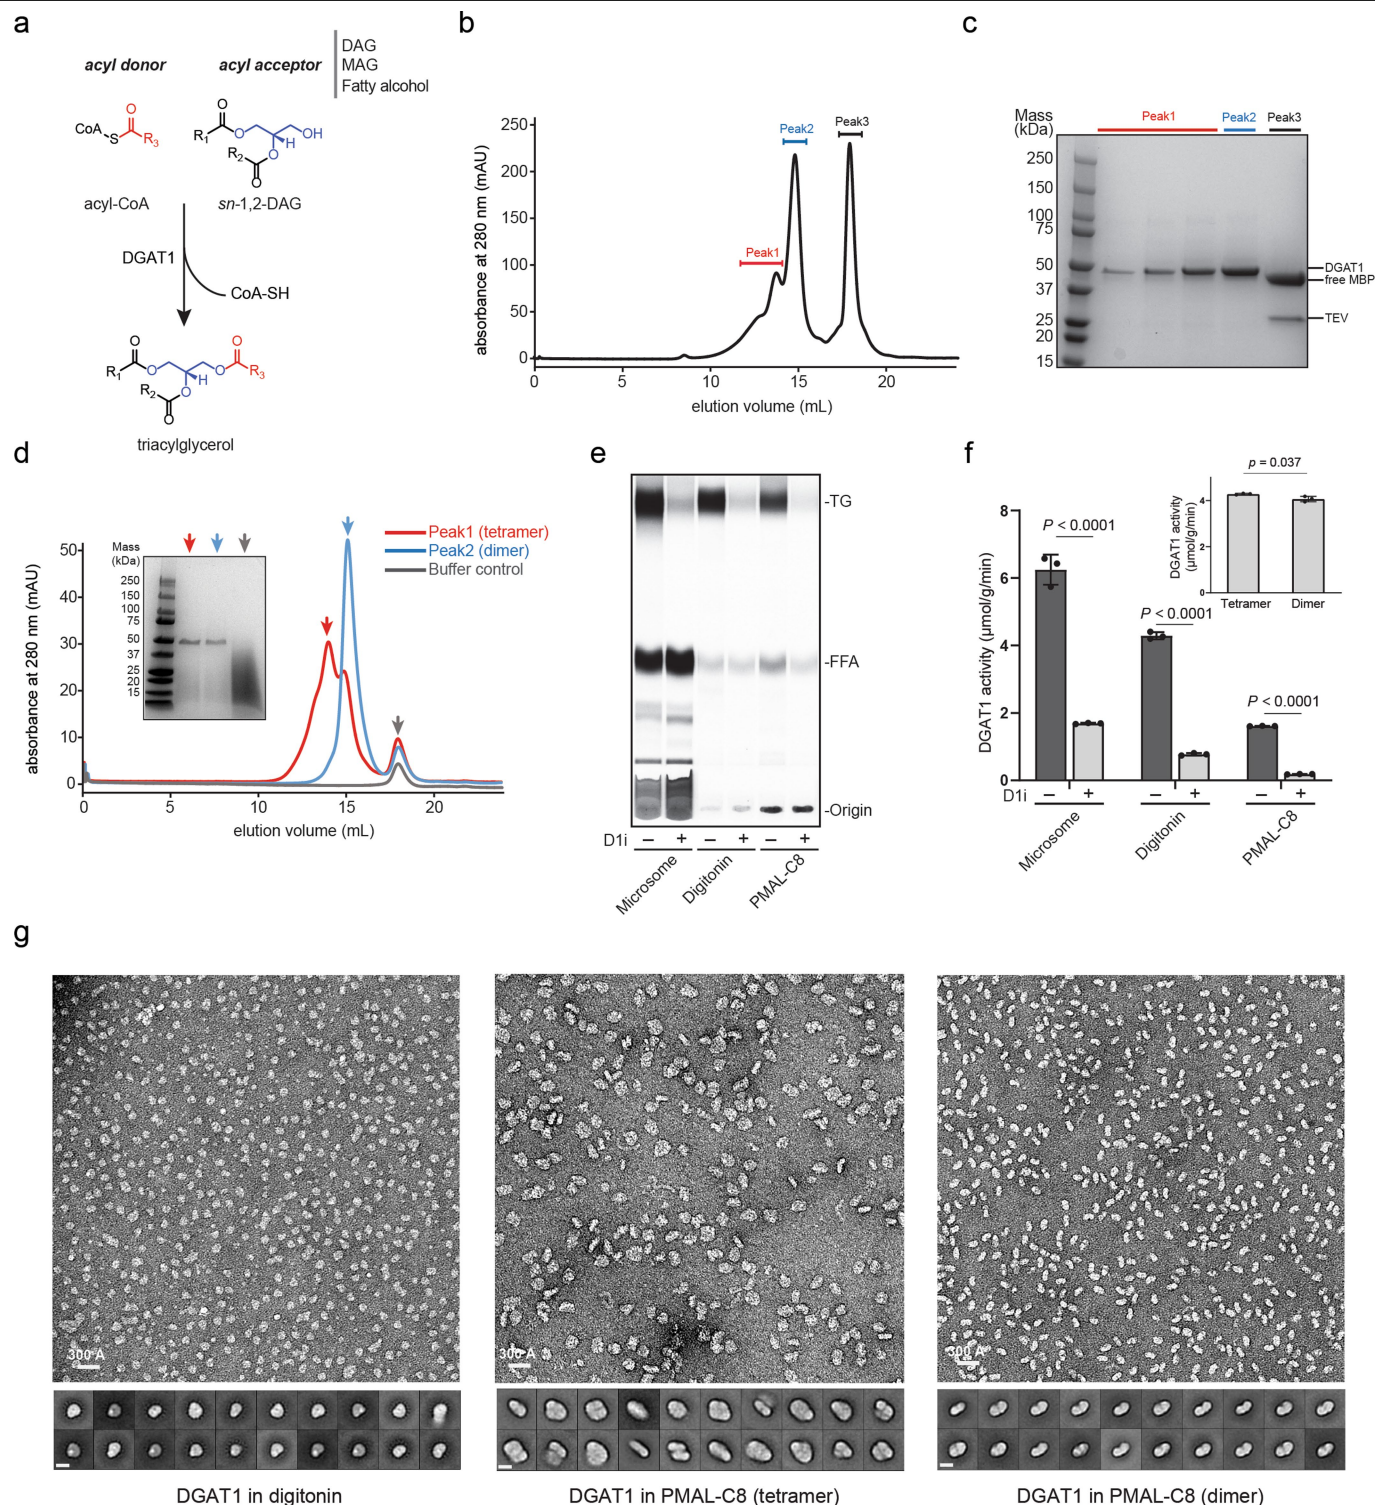 a
acyl donor
acyl acceptor
DAG
MAG
Fatty alcohol
O
CoA
S
R3
O
R1
O
OH
H
R2
O
O
acyl-CoA
sn-1,2-DAG
DGAT1
CoA-SH
O
O
R1
O
O
R3
H
R2
O
O
triacylglycerol
b
absorbance at 280 nm (mAU)
250
200
150
100
50
0
Peak1
Peak2
Peak3
0 5 10 15 20
elution volume (mL)
c
Mass
(kDa)
Peak1 Peak2 Peak3
250
150
100
75
50
37
25
20
15
DGAT1
free MBP
TEV
d
absorbance at 280 nm (mAU)
50
40
30
20
10
0
Mass
(kDa)
250
150
100
75
50
37
25
20
15
Peak1 (tetramer)
Peak2 (dimer)
Buffer control
0 5 10 15 20
elution volume (mL)
e
-TG
-FFA
-Origin
D1i – + – + – +
Microsome
Digitonin
PMAL-C8
f
DGAT1 activity (µmol/g/min)
8
6
4
2
0
P < 0.0001
P < 0.0001
P < 0.0001
D1i – + – + – +
Microsome
Digitonin
PMAL-C8
p = 0.037
DGAT1 activity
(µmol/g/min)
4
2
0
Tetramer Dimer
g
300 A
300 A
300 A
DGAT1 in digitonin
DGAT1 in PMAL-C8 (tetramer)
DGAT1 in PMAL-C8 (dimer)